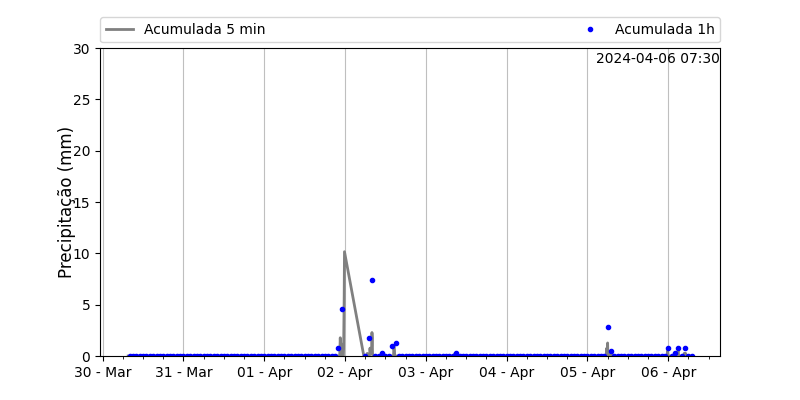 Acumulada 5 min
Acumulada 1h
2024-04-06 07:30
Precipitação (mm)
30
25
20
15
10
5
0
30 - Mar
31 - Mar
01 - Apr
02 - Apr
03 - Apr
04 - Apr
05 - Apr
06 - Apr